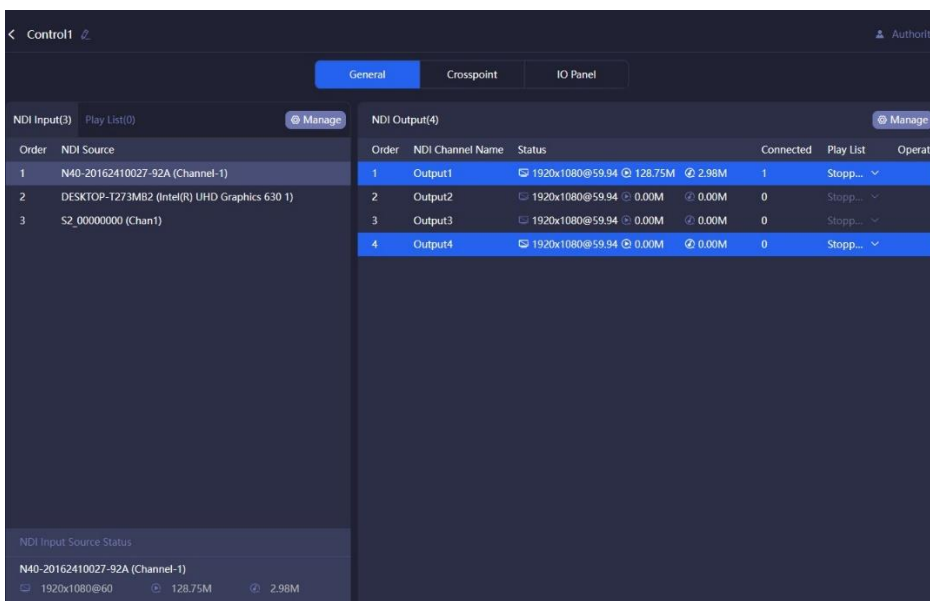 Control1
Authorit
General Crosspoint IO Panel
NDI Input(3) Play List(0) Manage
Order NDI Source
1 N40-20162410027-92A (Channel-1)
2 DESKTOP-T273M82 (Intel(R) UHD Graphics 630 1)
3 S2_00000000 (Chan1)
NDI Input Source Status
N40-20162410027-92A (Channel-1)
1920x1080@60 128.75M 2.98M
NDI Output(4) Manage
Order NDI Channel Name Status Connected Play List Operat
1 Output1 1920x1080@59.94 128.75M 2.98M 1 Stopp...
2 Output2 1920x1080@59.94 0.00M 0.00M 0 Stopp...
3 Output3 1920x1080@59.94 0.00M 0.00M 0 Stopp...
4 Output4 1920x1080@59.94 0.00M 0.00M 0 Stopp...